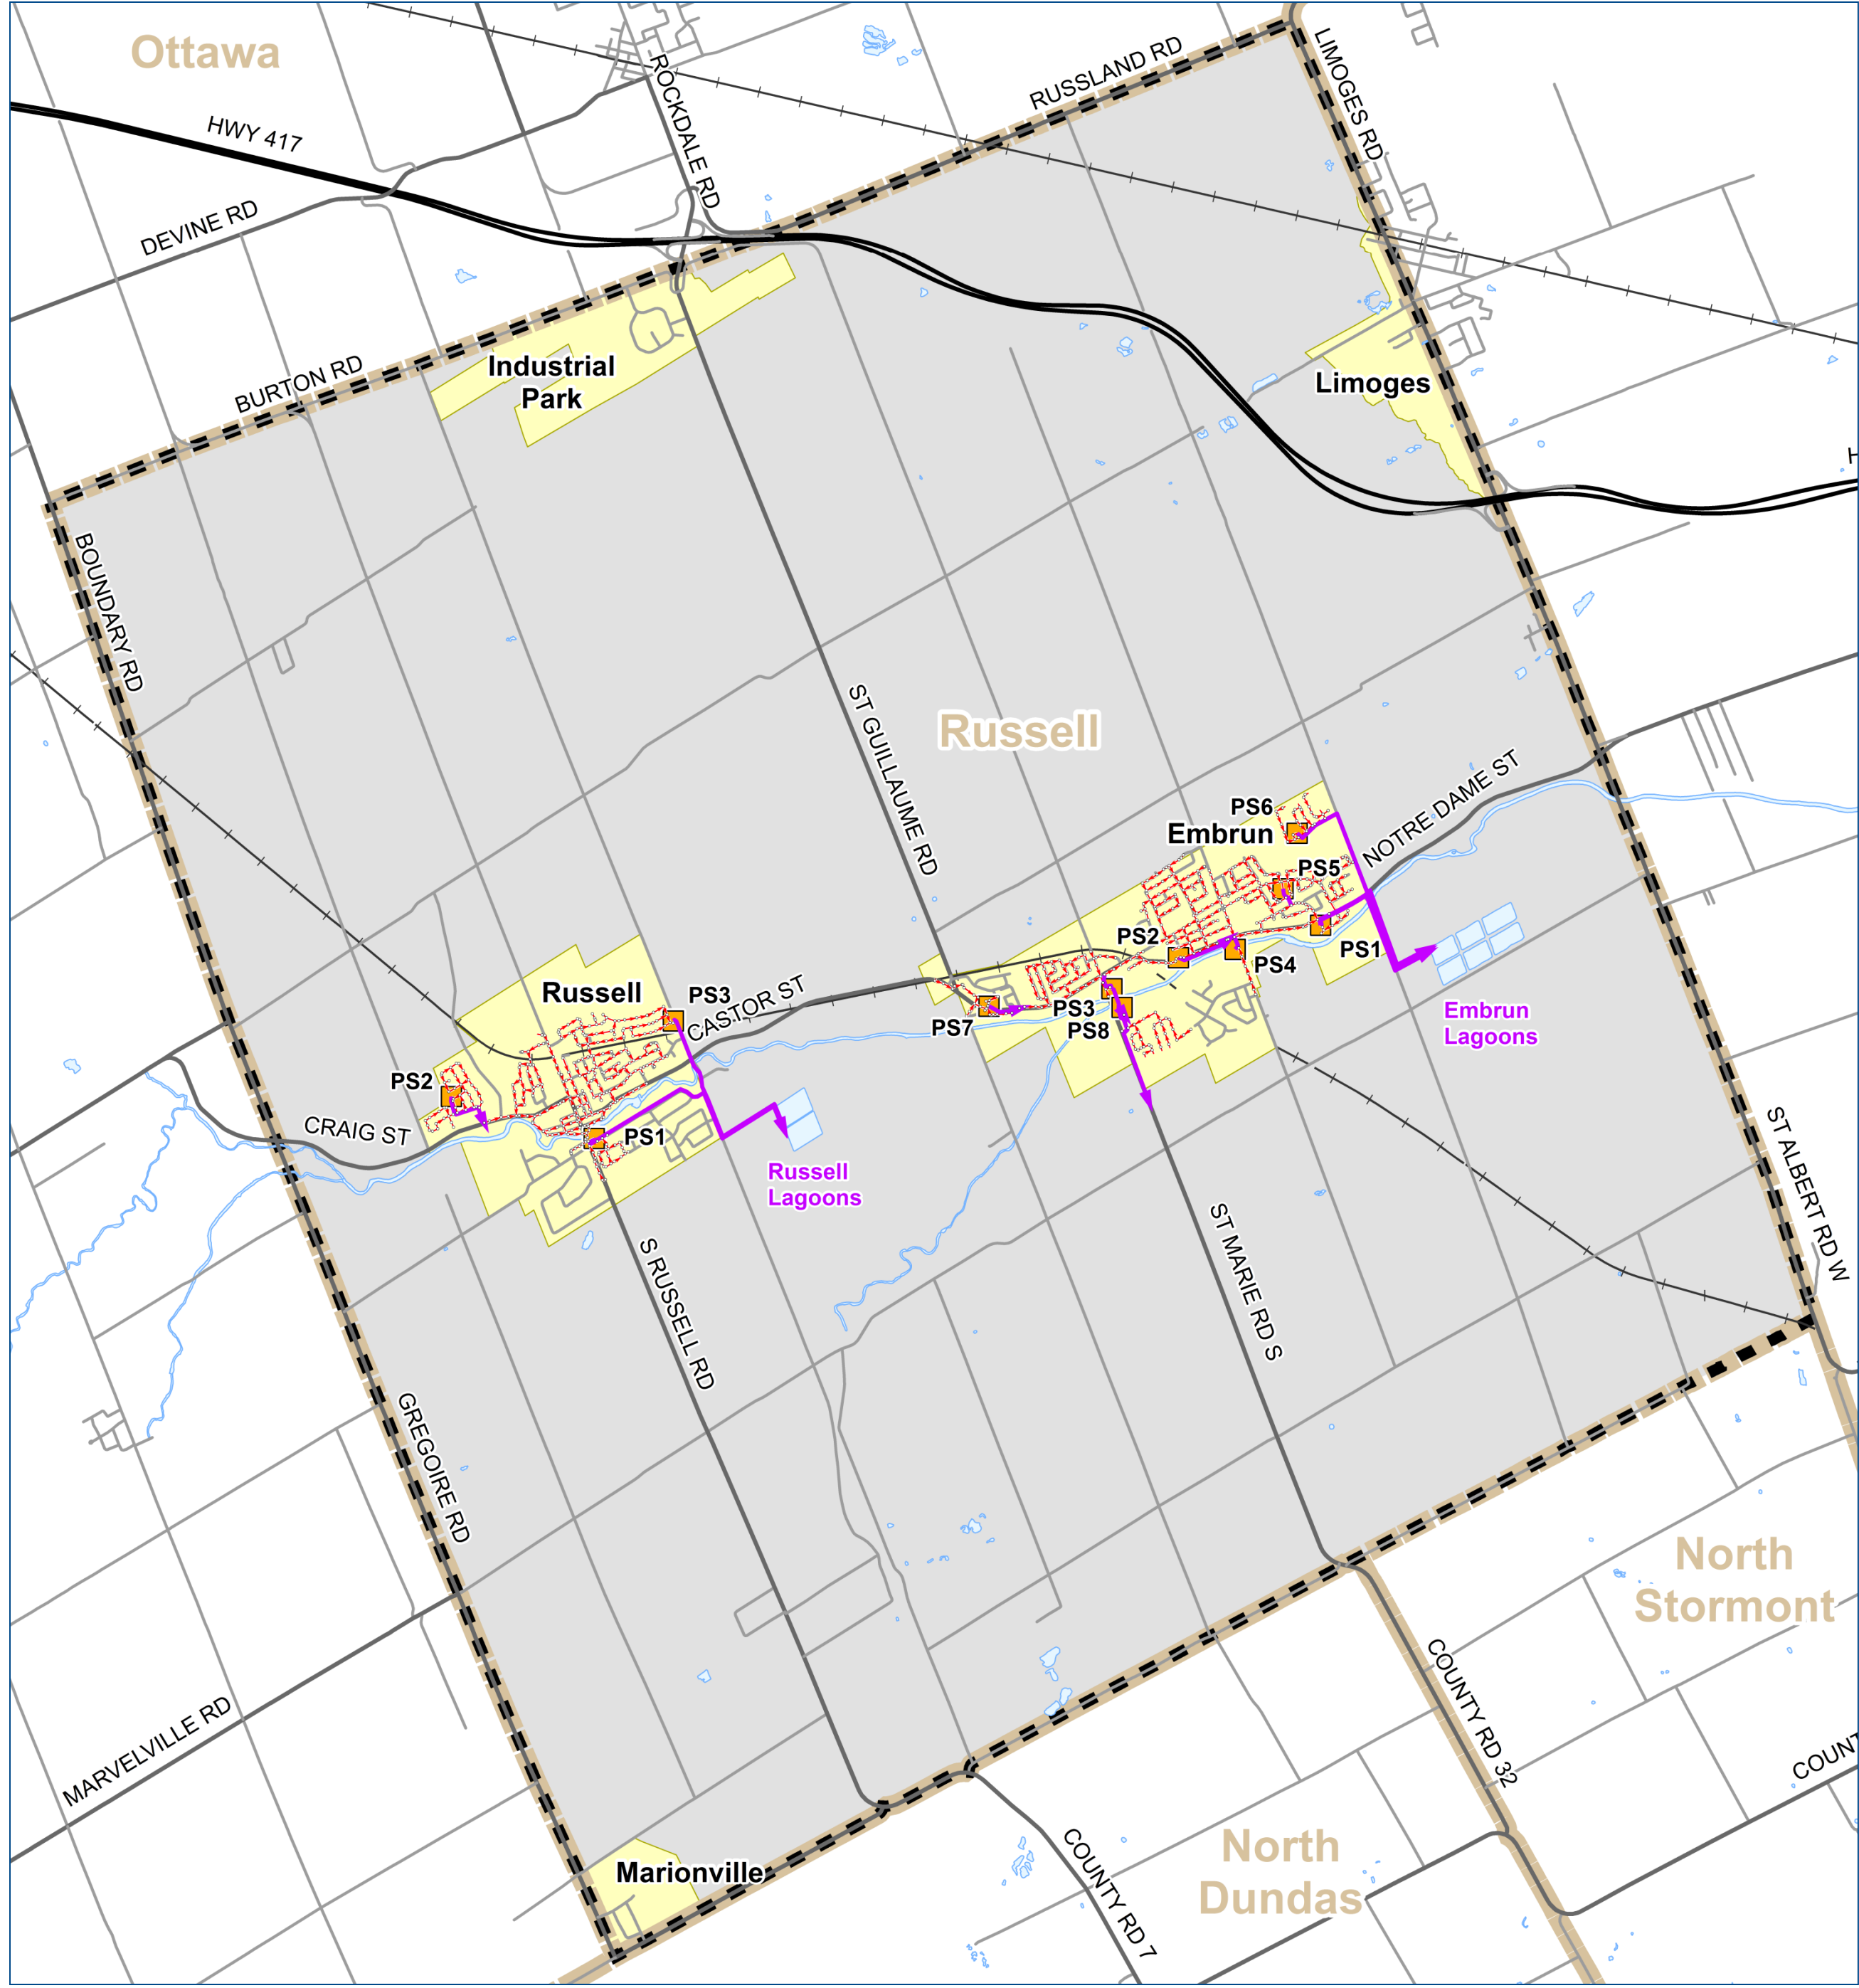 Ottawa
RUSSLAND RD
LIMOGES RD
ROCKDALE RD
HWY 417
DEVINE RD
BURTON RD
Industrial
Park
Limoges
H
BOUNDARY RD
ST GUILLAUME RD
Russell
NOTRE DAME ST
PS6
Embrun
PS5
PS2
PS1
PS4
PS3
PS7
PS8
Embrun
Lagoons
Russell
PS3
CASTOR ST
PS2
CRAIG ST
PS1
Russell
Lagoons
ST ALBERT RD W
ST MARIE RD S
S RUSSELL RD
GREGOIRE RD
North
Stormont
COUNTY RD 32
MARVELVILLE RD
COUNT
Marionville
North
Dundas
COUNTY RD 7